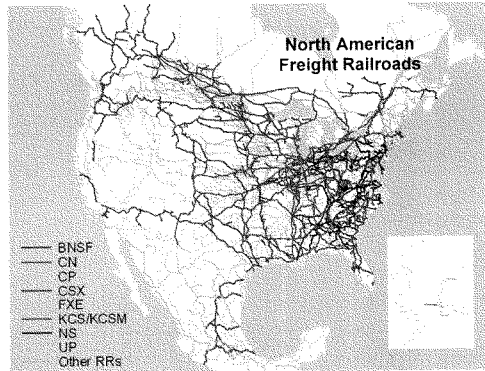 North American
Freight Railroads
BNSF
CN
CP
CSX
FXE
KCS/KCSM
NS
UP
Other RRs